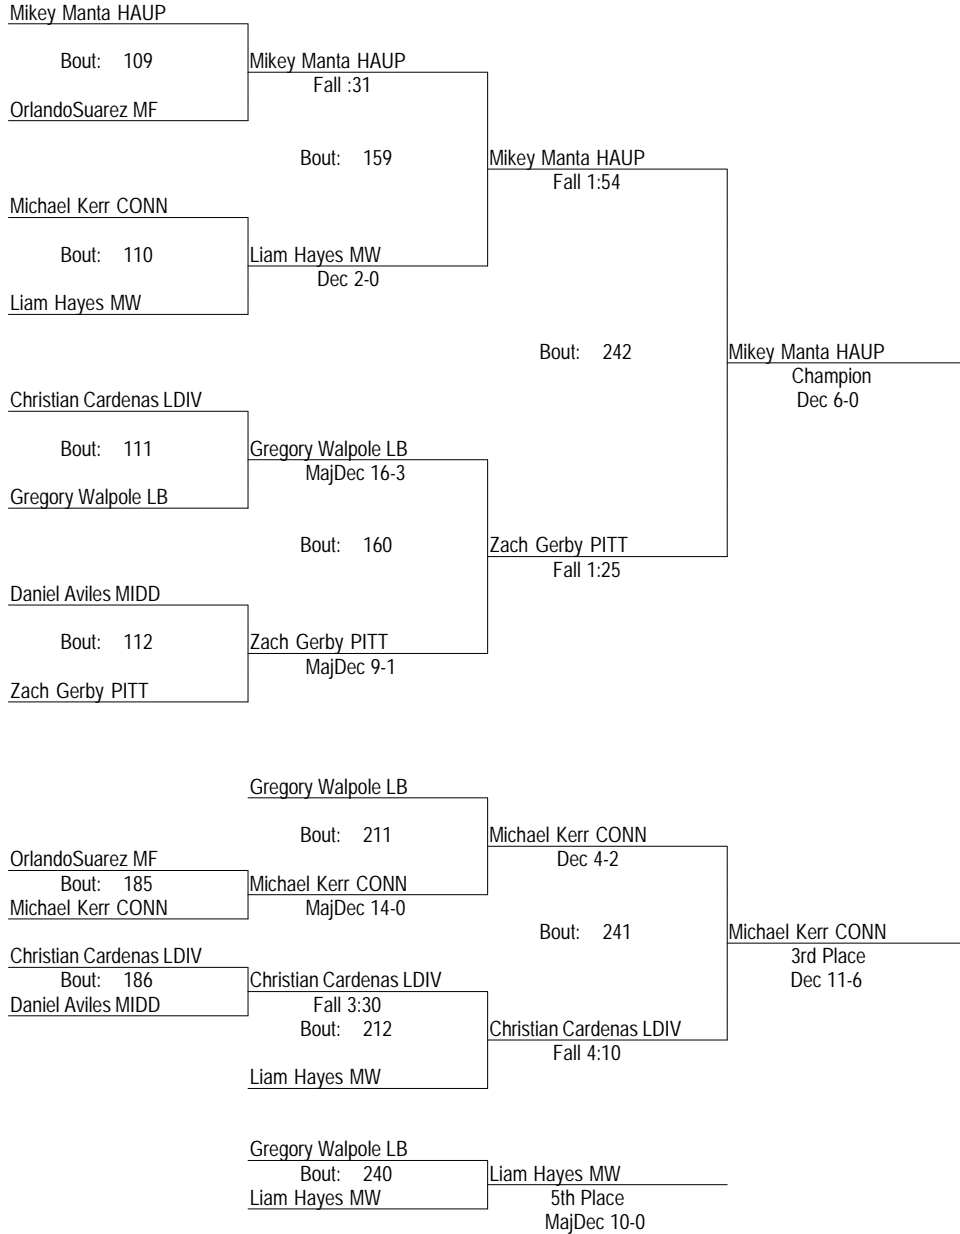 Mikey Manta HAUP
Bout: 109
Mikey Manta HAUP
Fall :31
OrlandoSuarez MF
Bout: 159
Mikey Manta HAUP
Fall 1:54
Michael Kerr CONN
Bout: 110
Liam Hayes MW
Dec 2-0
Liam Hayes MW
Bout: 242
Mikey Manta HAUP
Champion
Dec 6-0
Christian Cardenas LDIV
Bout: 111
Gregory Walpole LB
MajDec 16-3
Gregory Walpole LB
Bout: 160
Zach Gerby PITT
Fall 1:25
Daniel Aviles MIDD
Bout: 112
Zach Gerby PITT
MajDec 9-1
Zach Gerby PITT
Gregory Walpole LB
Bout: 211
Michael Kerr CONN
Dec 4-2
OrlandoSuarez MF
Bout: 185
Michael Kerr CONN
MajDec 14-0
Michael Kerr CONN
Bout: 241
Michael Kerr CONN
3rd Place
Dec 11-6
Christian Cardenas LDIV
Bout: 186
Christian Cardenas LDIV
Fall 3:30
Daniel Aviles MIDD
Bout: 212
Christian Cardenas LDIV
Fall 4:10
Liam Hayes MW
Gregory Walpole LB
Bout: 240
Liam Hayes MW
5th Place
MajDec 10-0
Liam Hayes MW